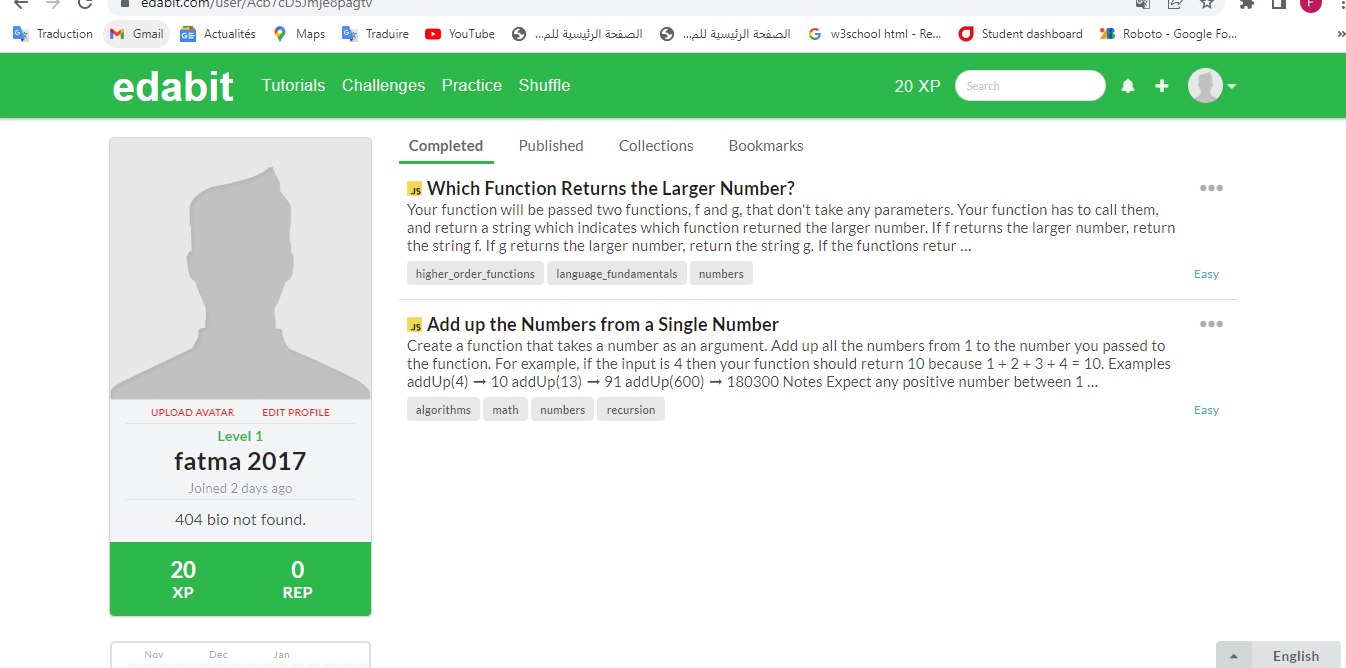 edabit.com/user/Acb7cD5Jmje8pagtv
Traduction
Gmail
Actualités
Maps
Traduire
YouTube
الصفحة الرئيسية للم...
الصفحة الرئيسية للم...
w3school html - Re...
Student dashboard
Roboto - Google Fo...
»
F
edabit
Tutorials
Challenges
Practice
Shuffle
20 XP
Search
Completed
Published
Collections
Bookmarks
JS Which Function Returns the Larger Number?
Your function will be passed two functions, f and g, that don't take any parameters. Your function has to call them,
and return a string which indicates which function returned the larger number. If f returns the larger number, return
the string f. If g returns the larger number, return the string g. If the functions retur ...
higher_order_functions
language_fundamentals
numbers
Easy
JS Add up the Numbers from a Single Number
Create a function that takes a number as an argument. Add up all the numbers from 1 to the number you passed to
the function. For example, if the input is 4 then your function should return 10 because 1 + 2 + 3 + 4 = 10. Examples
addUp(4) ➞ 10 addUp(13) ➞ 91 addUp(600) ➞ 180300 Notes Expect any positive number between 1 ...
algorithms
math
numbers
recursion
Easy
UPLOAD AVATAR
EDIT PROFILE
Level 1
fatma 2017
Joined 2 days ago
404 bio not found.
20
XP
0
REP
Nov
Dec
Jan
English